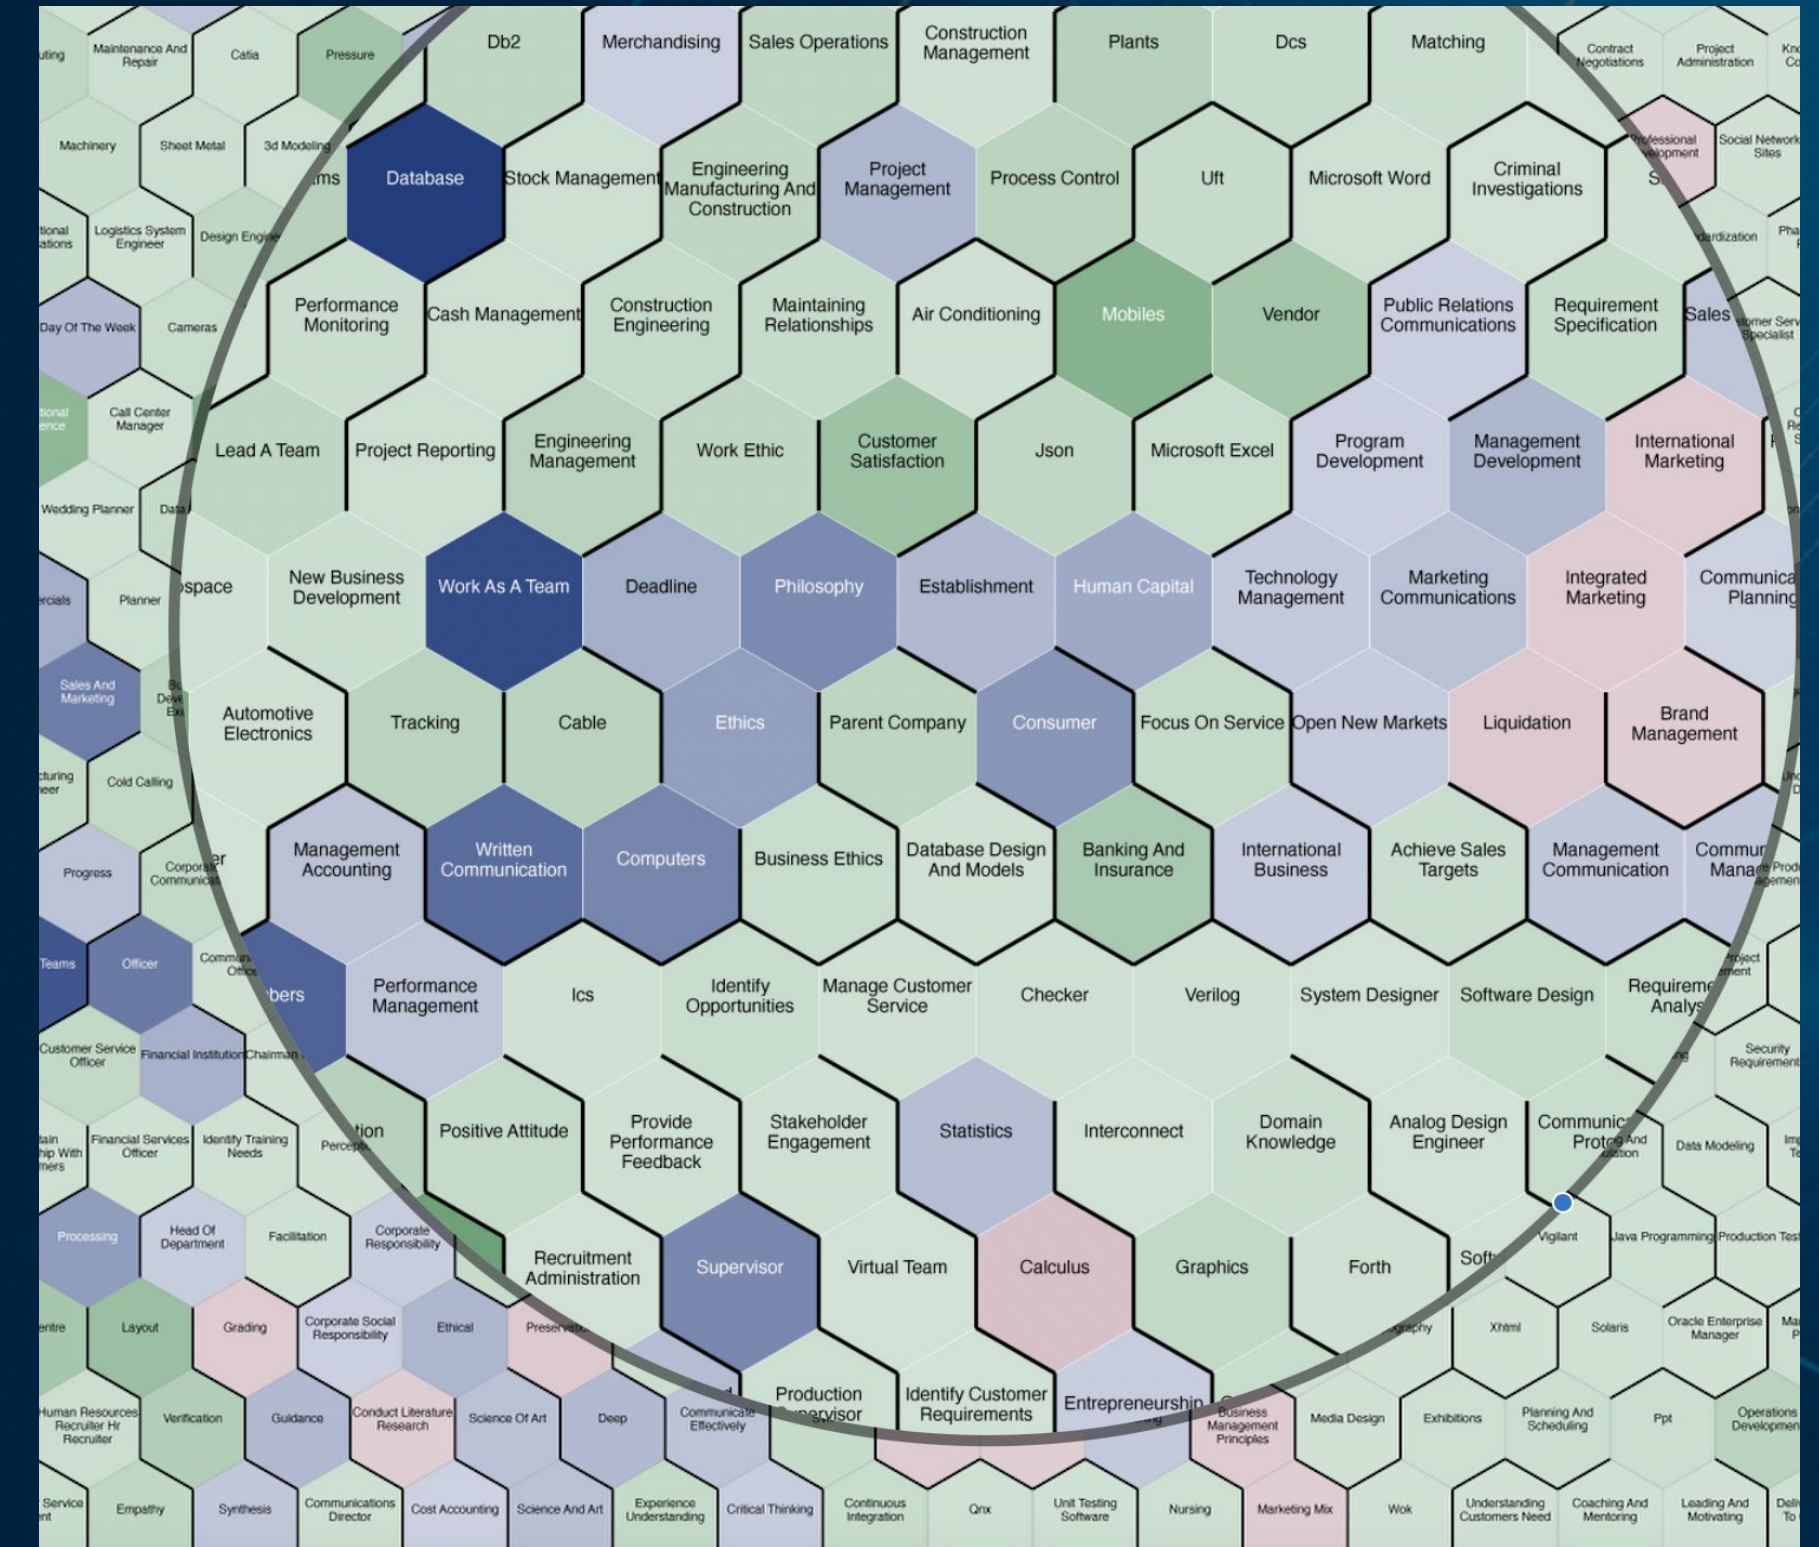 Maintenance And
Repair
Catia
Pressure
Db2
Merchandising
Sales Operations
Construction
Management
Plants
Dcs
Matching
Contract
Negotiations
Project
Administration
Machinery
Sheet Metal
3d Modeling
Database
Stock Management
Engineering
Manufacturing And
Construction
Project
Management
Process Control
Uft
Microsoft Word
Criminal
Investigations
Social Network
Sites
Logistics System
Engineer
Design
Day Of The Week
Cameras
Performance
Monitoring
Cash Management
Construction
Engineering
Maintaining
Relationships
Air Conditioning
Mobiles
Vendor
Public Relations
Communications
Requirement
Specification
Sales
Specialist
Call Center
Manager
Lead A Team
Project Reporting
Engineering
Management
Work Ethic
Customer
Satisfaction
Json
Microsoft Excel
Program
Development
Management
Development
International
Marketing
Wedding Planner
Data
Planner
New Business
Development
Work As A Team
Deadline
Philosophy
Establishment
Human Capital
Technology
Management
Marketing
Communications
Integrated
Marketing
Planning
Sales And
Marketing
Automotive
Electronics
Tracking
Cable
Ethics
Parent Company
Consumer
Focus On Service
Open New Markets
Liquidation
Brand
Management
Cold Calling
Progress
Corporate
Management
Accounting
Written
Communication
Computers
Business Ethics
Database Design
And Models
Banking And
Insurance
International
Business
Achieve Sales
Targets
Management
Communication
Teams
Officer
Performance
Management
Ics
Identify
Opportunities
Manage Customer
Service
Checker
Verilog
System Designer
Software Design
Customer Service
Officer
Financial Institution
Chairman
Security
Requirement
Financial Services
Officer
Identify Training
Needs
Positive Attitude
Provide
Performance
Feedback
Stakeholder
Engagement
Statistics
Interconnect
Domain
Knowledge
Analog Design
Engineer
And
Data Modeling
Processing
Head Of
Department
Facilitation
Corporate
Responsibility
Recruitment
Administration
Supervisor
Virtual Team
Calculus
Graphics
Forth
Vigilant
Java Programming
Production
Layout
Grading
Corporate Social
Responsibility
Ethical
Xhtml
Solaris
Oracle Enterprise
Manager
Human Resources
Recruiter Hr
Recruiter
Verification
Guidance
Conduct Literature
Research
Science Of Art
Deep
Communicate
Effectively
Production
Supervisor
Identify Customer
Requirements
Entrepreneurship
Business
Management
Principles
Media Design
Exhibitions
Planning And
Scheduling
Ppt
Operations
Service
Empathy
Synthesis
Communications
Director
Cost Accounting
Science And Art
Experience
Understanding
Critical Thinking
Continuous
Integration
Qnx
Unit Testing
Software
Nursing
Marketing Mix
Wok
Understanding
Customers Need
Coaching And
Mentoring
Leading And
Motivating